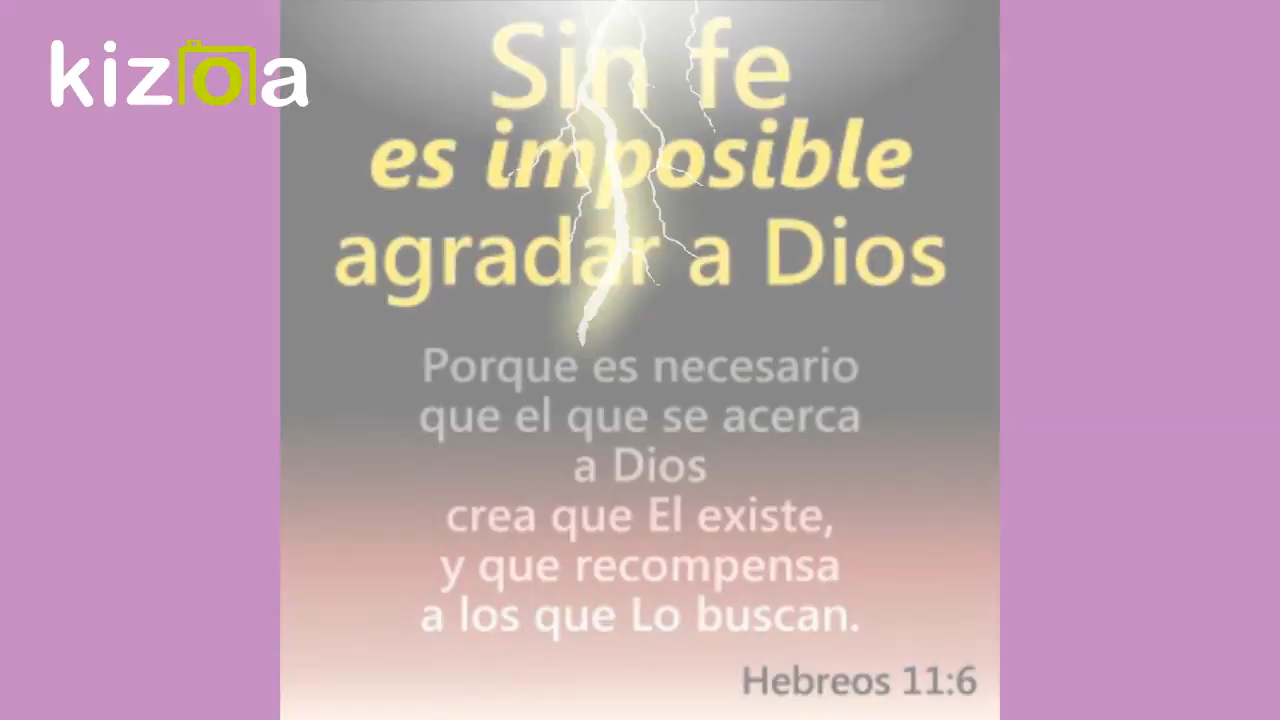 kizoa
Sin fe
es imposible
agradar a Dios
Porque es necesario
que el que se acerca
a Dios
crea que El existe,
y que recompensa
a los que Lo buscan.
Hebreos 11:6